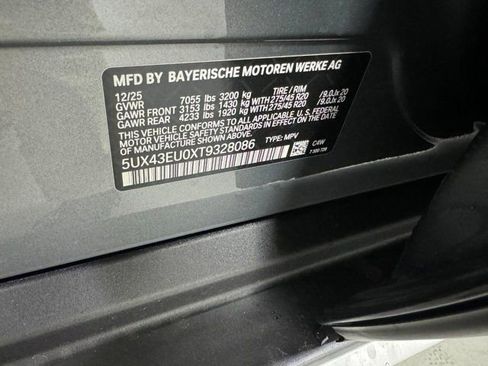 MFD BY BAYERISCHE MOTOREN WERKE AG
12/25 TIRE / RIM
GVWR 7055 lbs 3200 kg
GAWR FRONT 3153 lbs 1430 kg WITH 275/45 R20 /9.0Jx 20
GAWR REAR 4233 lbs 1920 kg WITH 275/45 R20 /9.0Jx 20
THIS VEHICLE CONFORMS TO ALL APPLICABLE U.S. FEDERAL
MOTOR VEHICLE SAFETY STANDARDS IN EFFECT ON THE DATE
OF MANUFACTURE SHOWN ABOVE.
5UX43EU0XT9328086 TYPE: MPV
C4W